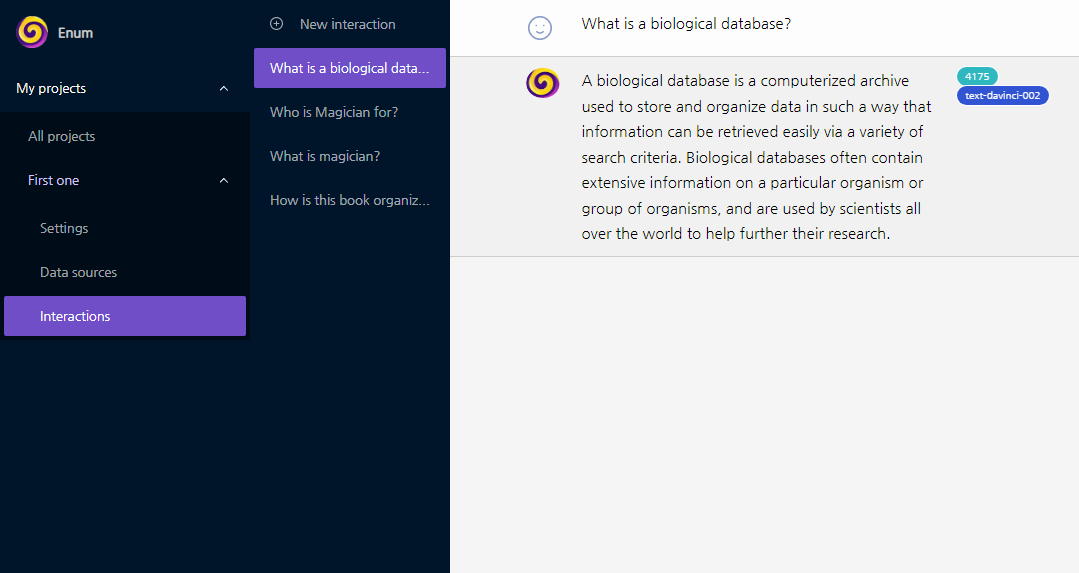 Enum
My projects
All projects
First one
Settings
Data sources
Interactions
New interaction
What is a biological data...
Who is Magician for?
What is magician?
How is this book organiz...
What is a biological database?
A biological database is a computerized archive
used to store and organize data in such a way that
information can be retrieved easily via a variety of
search criteria. Biological databases often contain
extensive information on a particular organism or
group of organisms, and are used by scientists all
over the world to help further their research.
4175
text-davinci-002